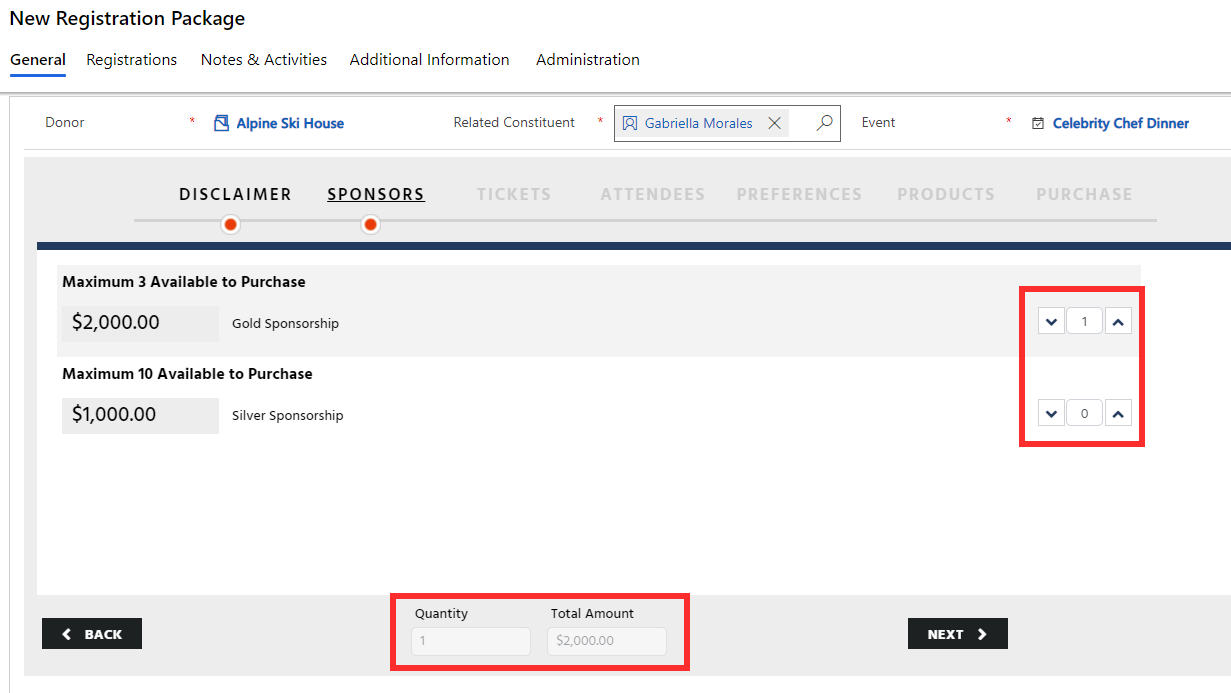 New Registration Package
General Registrations Notes & Activities Additional Information Administration
Donor * Alpine Ski House Related Constituent * Gabriella Morales Event * Celebrity Chef Dinner
DISCLAIMER SPONSORS TICKETS ATTENDEES PREFERENCES PRODUCTS PURCHASE
Maximum 3 Available to Purchase
$2,000.00 Gold Sponsorship 1
Maximum 10 Available to Purchase
$1,000.00 Silver Sponsorship 0
Quantity Total Amount
BACK 1 $2,000.00 NEXT